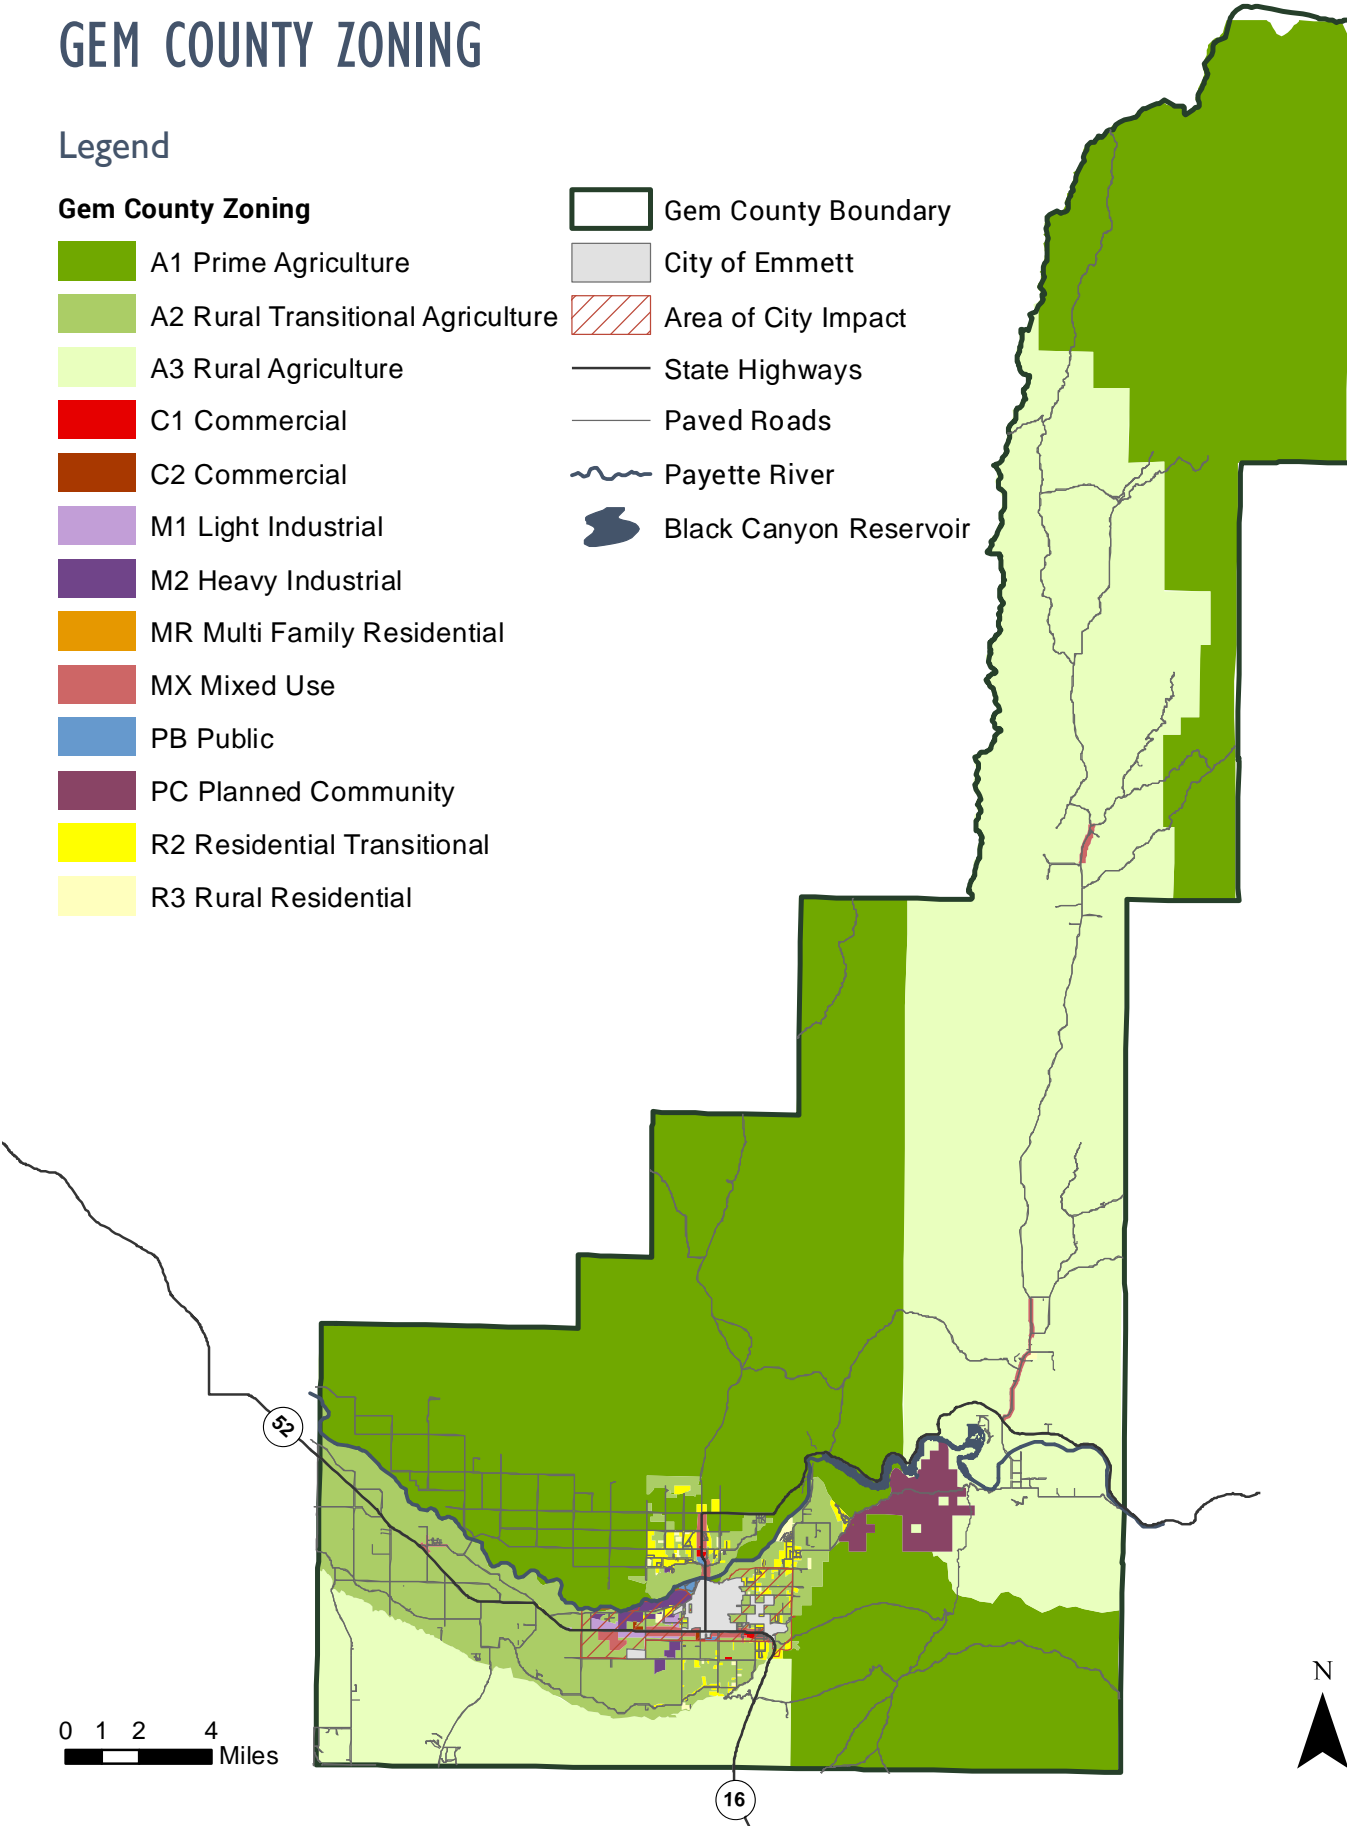 GEM COUNTY ZONING
Legend
Gem County Zoning
A1 Prime Agriculture
A2 Rural Transitional Agriculture
A3 Rural Agriculture
C1 Commercial
C2 Commercial
M1 Light Industrial
M2 Heavy Industrial
MR Multi Family Residential
MX Mixed Use
PB Public
PC Planned Community
R2 Residential Transitional
R3 Rural Residential
Gem County Boundary
City of Emmett
Area of City Impact
State Highways
Paved Roads
Payette River
Black Canyon Reservoir
52
16
0 1 2 4
Miles
N